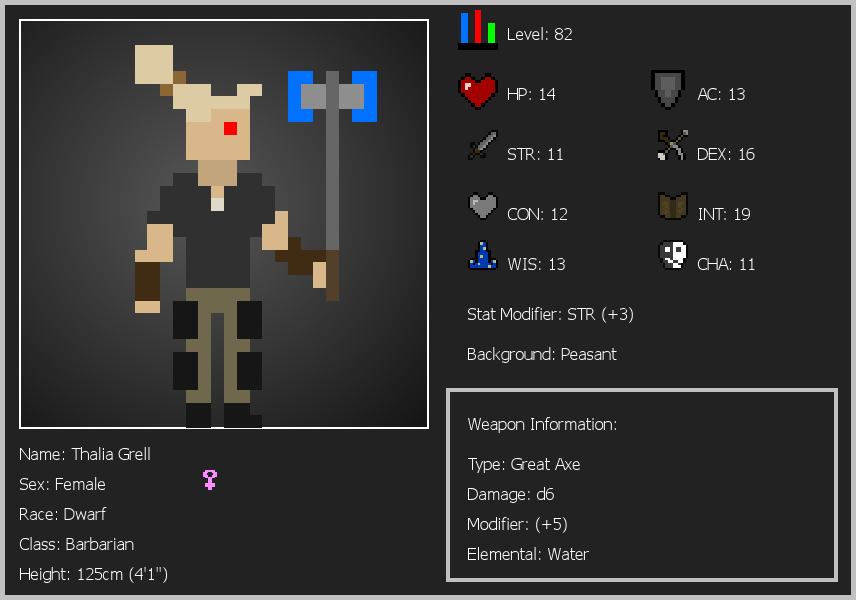 Level: 82
HP: 14
AC: 13
STR: 11
DEX: 16
CON: 12
INT: 19
WIS: 13
CHA: 11
Stat Modifier: STR (+3)
Background: Peasant
Weapon Information:
Type: Great Axe
Damage: d6
Modifier: (+5)
Elemental: Water
Name: Thalia Grell
Sex: Female
Race: Dwarf
Class: Barbarian
Height: 125cm (4'1")